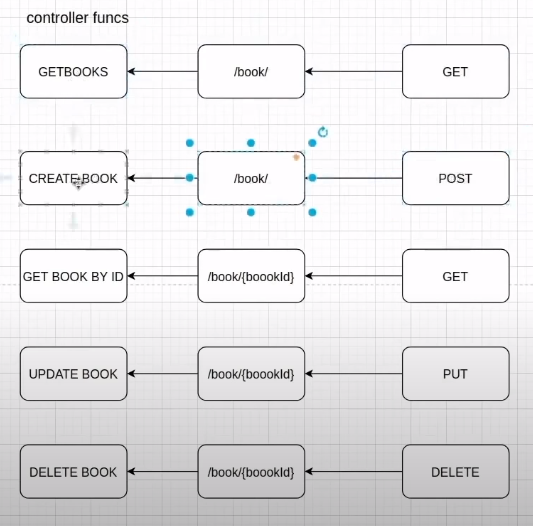 controller funcs
GETBOOKS /book/ GET
CREATE BOOK /book/ POST
GET BOOK BY ID /book/{boookId} GET
UPDATE BOOK /book/{boookId} PUT
DELETE BOOK /book/{boookId} DELETE